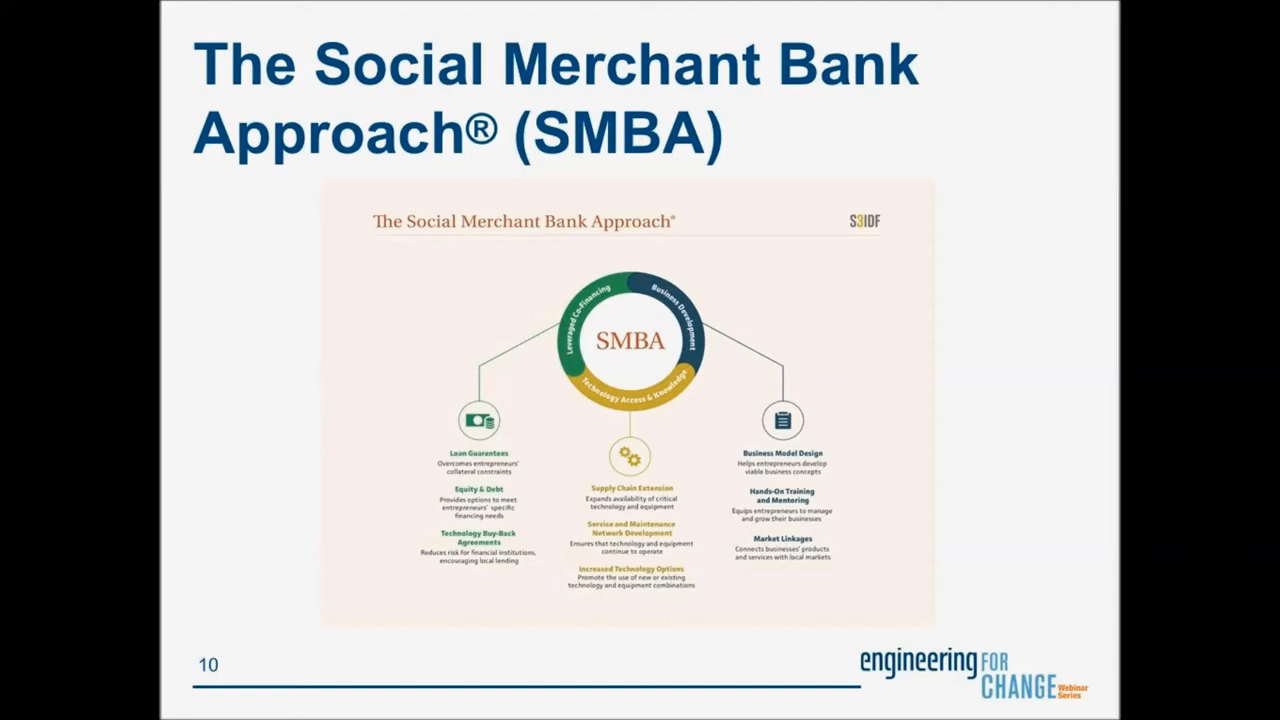 The Social Merchant Bank
Approach® (SMBA)
The Social Merchant Bank Approach®
S3IDF
Leveraged Co-Financing
Business Development
SMBA
Technology Access & Knowledge
Loan Guarantees
Overcomes entrepreneurs'
collateral constraints
Equity & Debt
Provides options to meet
entrepreneurs' specific
financing needs
Technology Buy-Back
Agreements
Reduces risk for financial institutions,
encouraging local lending
Supply Chain Extension
Expands availability of critical
technology and equipment
Service and Maintenance
Network Development
Ensures that technology and equipment
continue to operate
Increased Technology Options
Promote the use of new or existing
technology and equipment combinations
Business Model Design
Helps entrepreneurs develop
viable business concepts
Hands-On Training
and Mentoring
Equips entrepreneurs to manage
and grow their businesses
Market Linkages
Connects businesses' products
and services with local markets
10
engineering FOR
CHANGE Webinar
Series